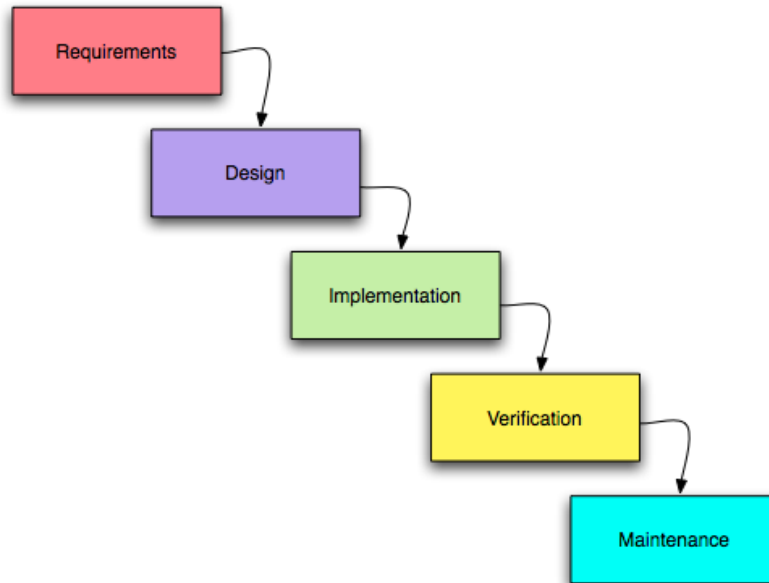 Requirements
Design
Implementation
Verification
Maintenance